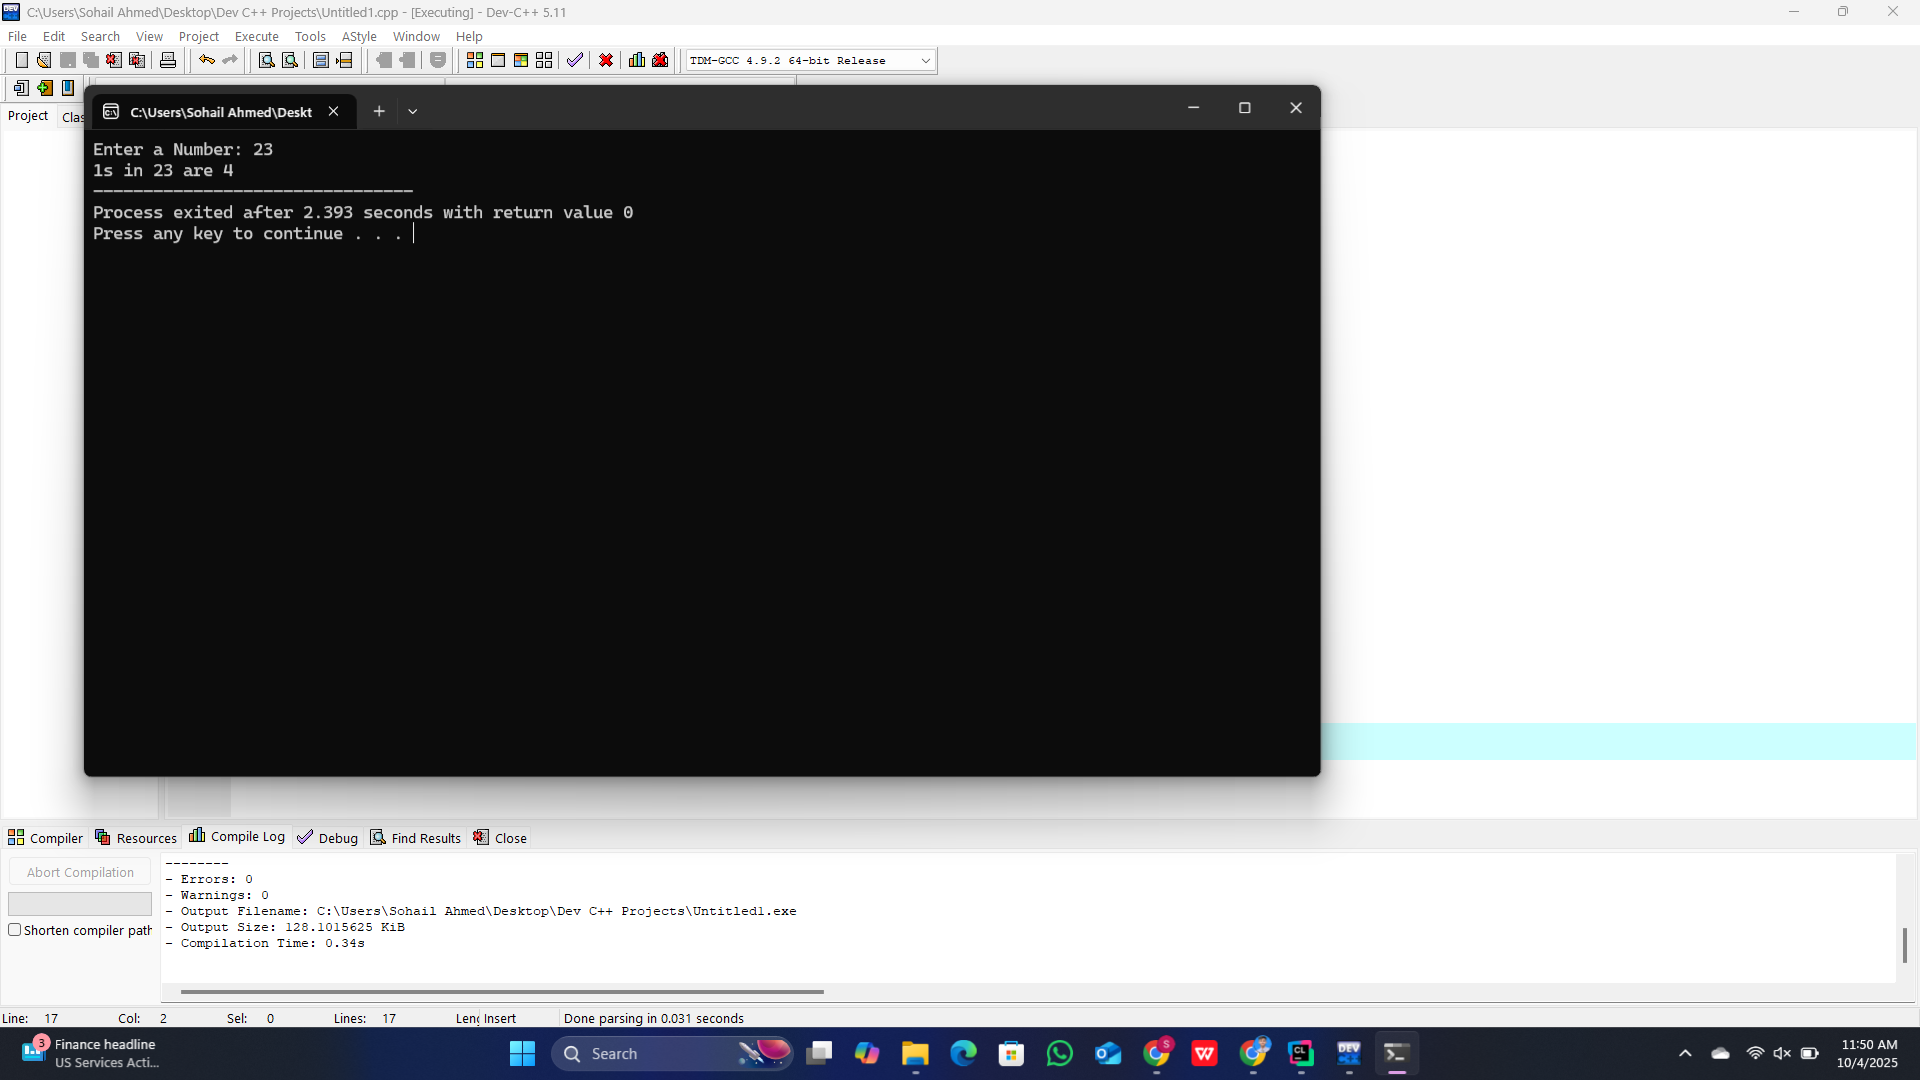 C:\Users\Sohail Ahmed\Desktop\Dev C++ Projects\Untitled1.cpp - [Executing] - Dev-C++ 5.11
File Edit Search View Project Execute Tools AStyle Window Help
TDM-GCC 4.9.2 64-bit Release
Project Clas
C:\Users\Sohail Ahmed\Deskt
Enter a Number: 23
1s in 23 are 4
--------------------------------
Process exited after 2.393 seconds with return value 0
Press any key to continue . . .
Compiler Resources Compile Log Debug Find Results Close
Abort Compilation
Shorten compiler path
--------
- Errors: 0
- Warnings: 0
- Output Filename: C:\Users\Sohail Ahmed\Desktop\Dev C++ Projects\Untitled1.exe
- Output Size: 128.1015625 KiB
- Compilation Time: 0.34s
Line: 17 Col: 2 Sel: 0 Lines: 17 Leng Insert Done parsing in 0.031 seconds
3
Finance headline
US Services Acti...
Search
S
W
CL
DEV
11:50 AM
10/4/2025